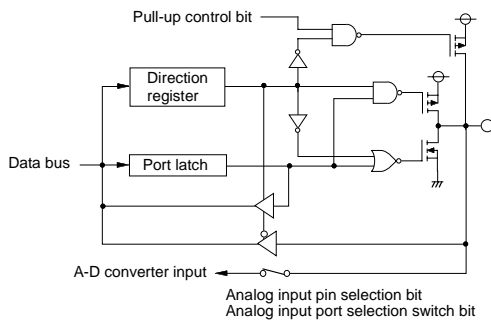 Pull-up control bit
Direction
register
Data bus
Port latch
A-D converter input
Analog input pin selection bit
Analog input port selection switch bit